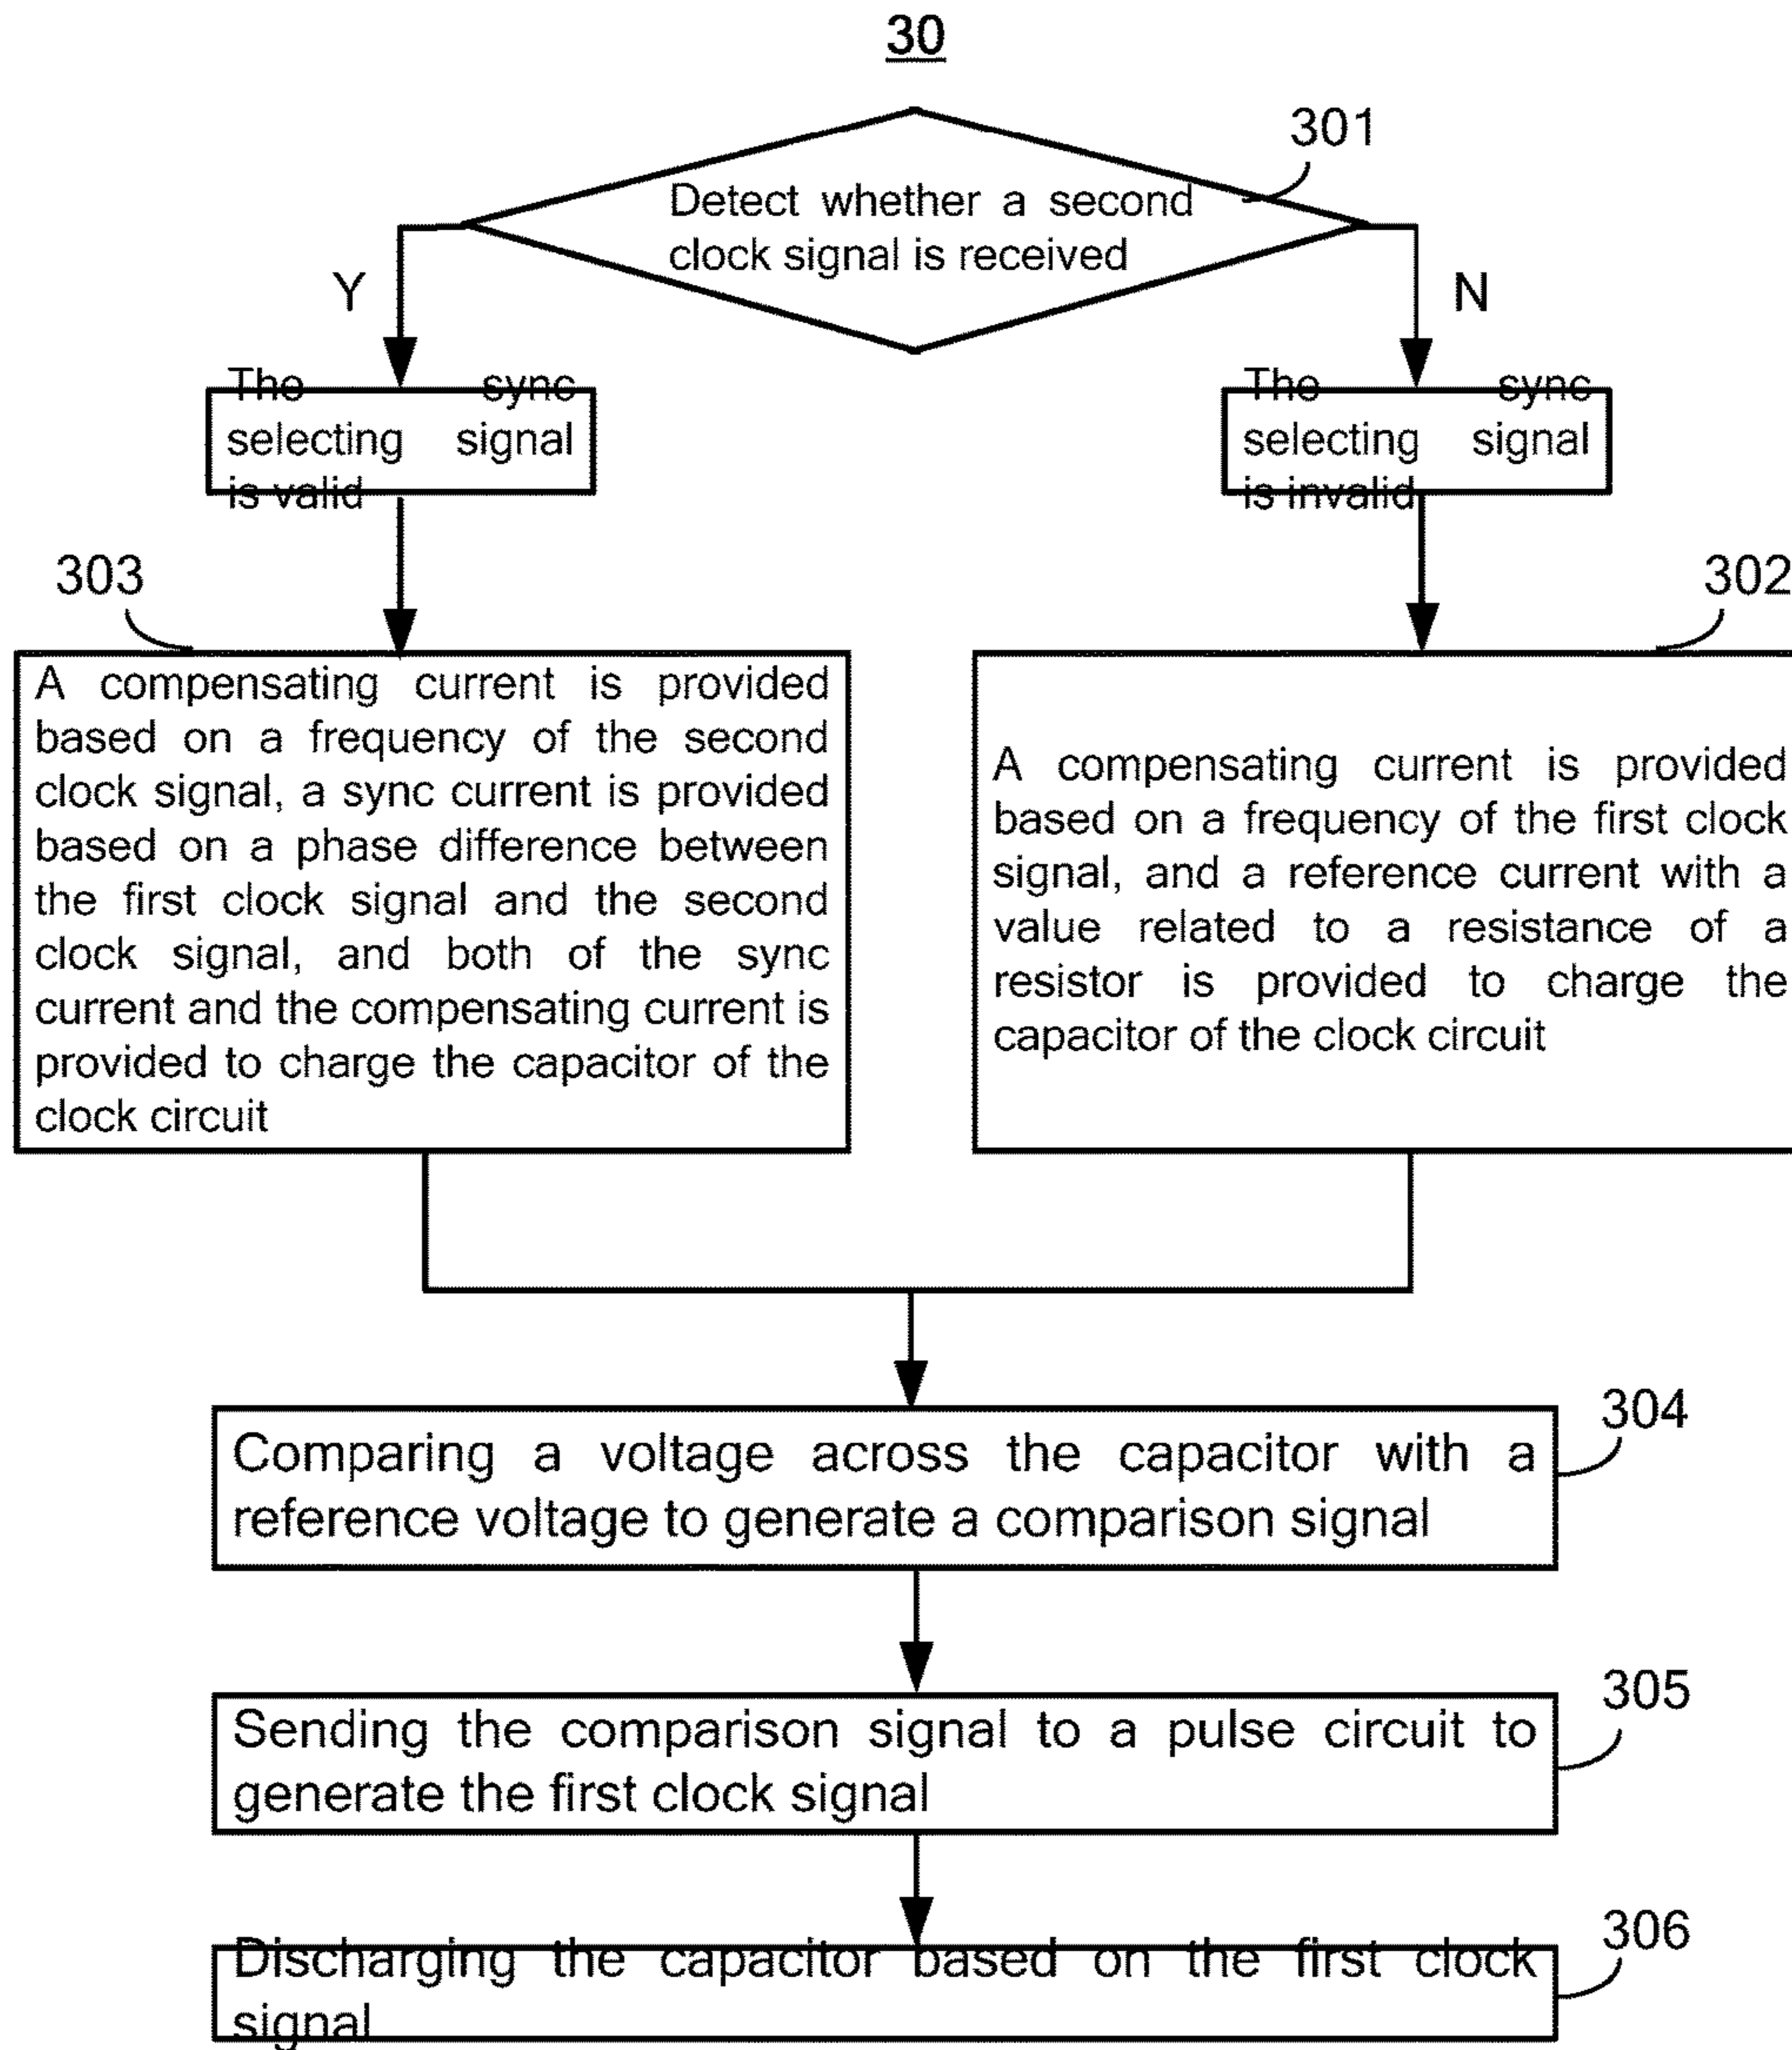 30
301
Detect whether a second
clock signal is received
Y
N
The sync
selecting signal
is valid
The sync
selecting signal
is invalid
303
302
A compensating current is provided
based on a frequency of the second
clock signal, a sync current is provided
based on a phase difference between
the first clock signal and the second
clock signal, and both of the sync
current and the compensating current is
provided to charge the capacitor of the
clock circuit
A compensating current is provided
based on a frequency of the first clock
signal, and a reference current with a
value related to a resistance of a
resistor is provided to charge the
capacitor of the clock circuit
304
Comparing a voltage across the capacitor with a
reference voltage to generate a comparison signal
305
Sending the comparison signal to a pulse circuit to
generate the first clock signal
306
Discharging the capacitor based on the first clock
signal